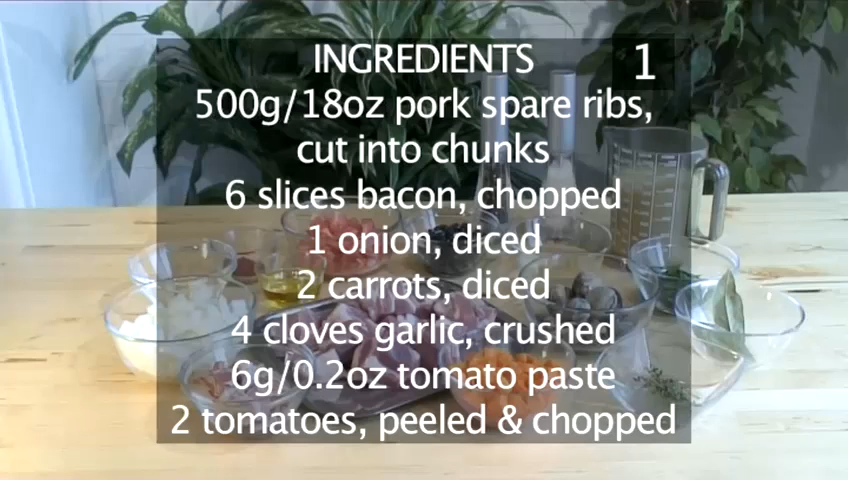 INGREDIENTS
1
500g/18oz pork spare ribs,
cut into chunks
6 slices bacon, chopped
1 onion, diced
2 carrots, diced
4 cloves garlic, crushed
6g/0.2oz tomato paste
2 tomatoes, peeled & chopped